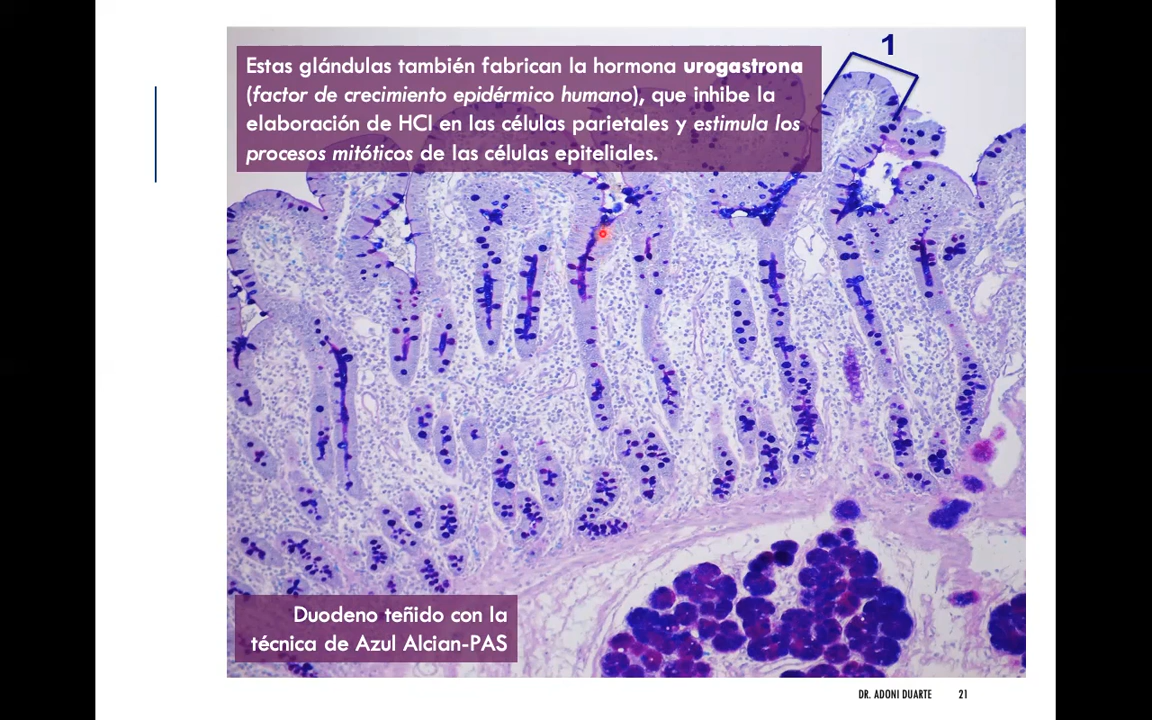 1
Estas glándulas también fabrican la hormona urogastrona
(factor de crecimiento epidérmico humano), que inhibe la
elaboración de HCl en las células parietales y estimula los
procesos mitóticos de las células epiteliales.
Duodeno teñido con la
técnica de Azul Alcian-PAS
DR. ADONI DUARTE 21